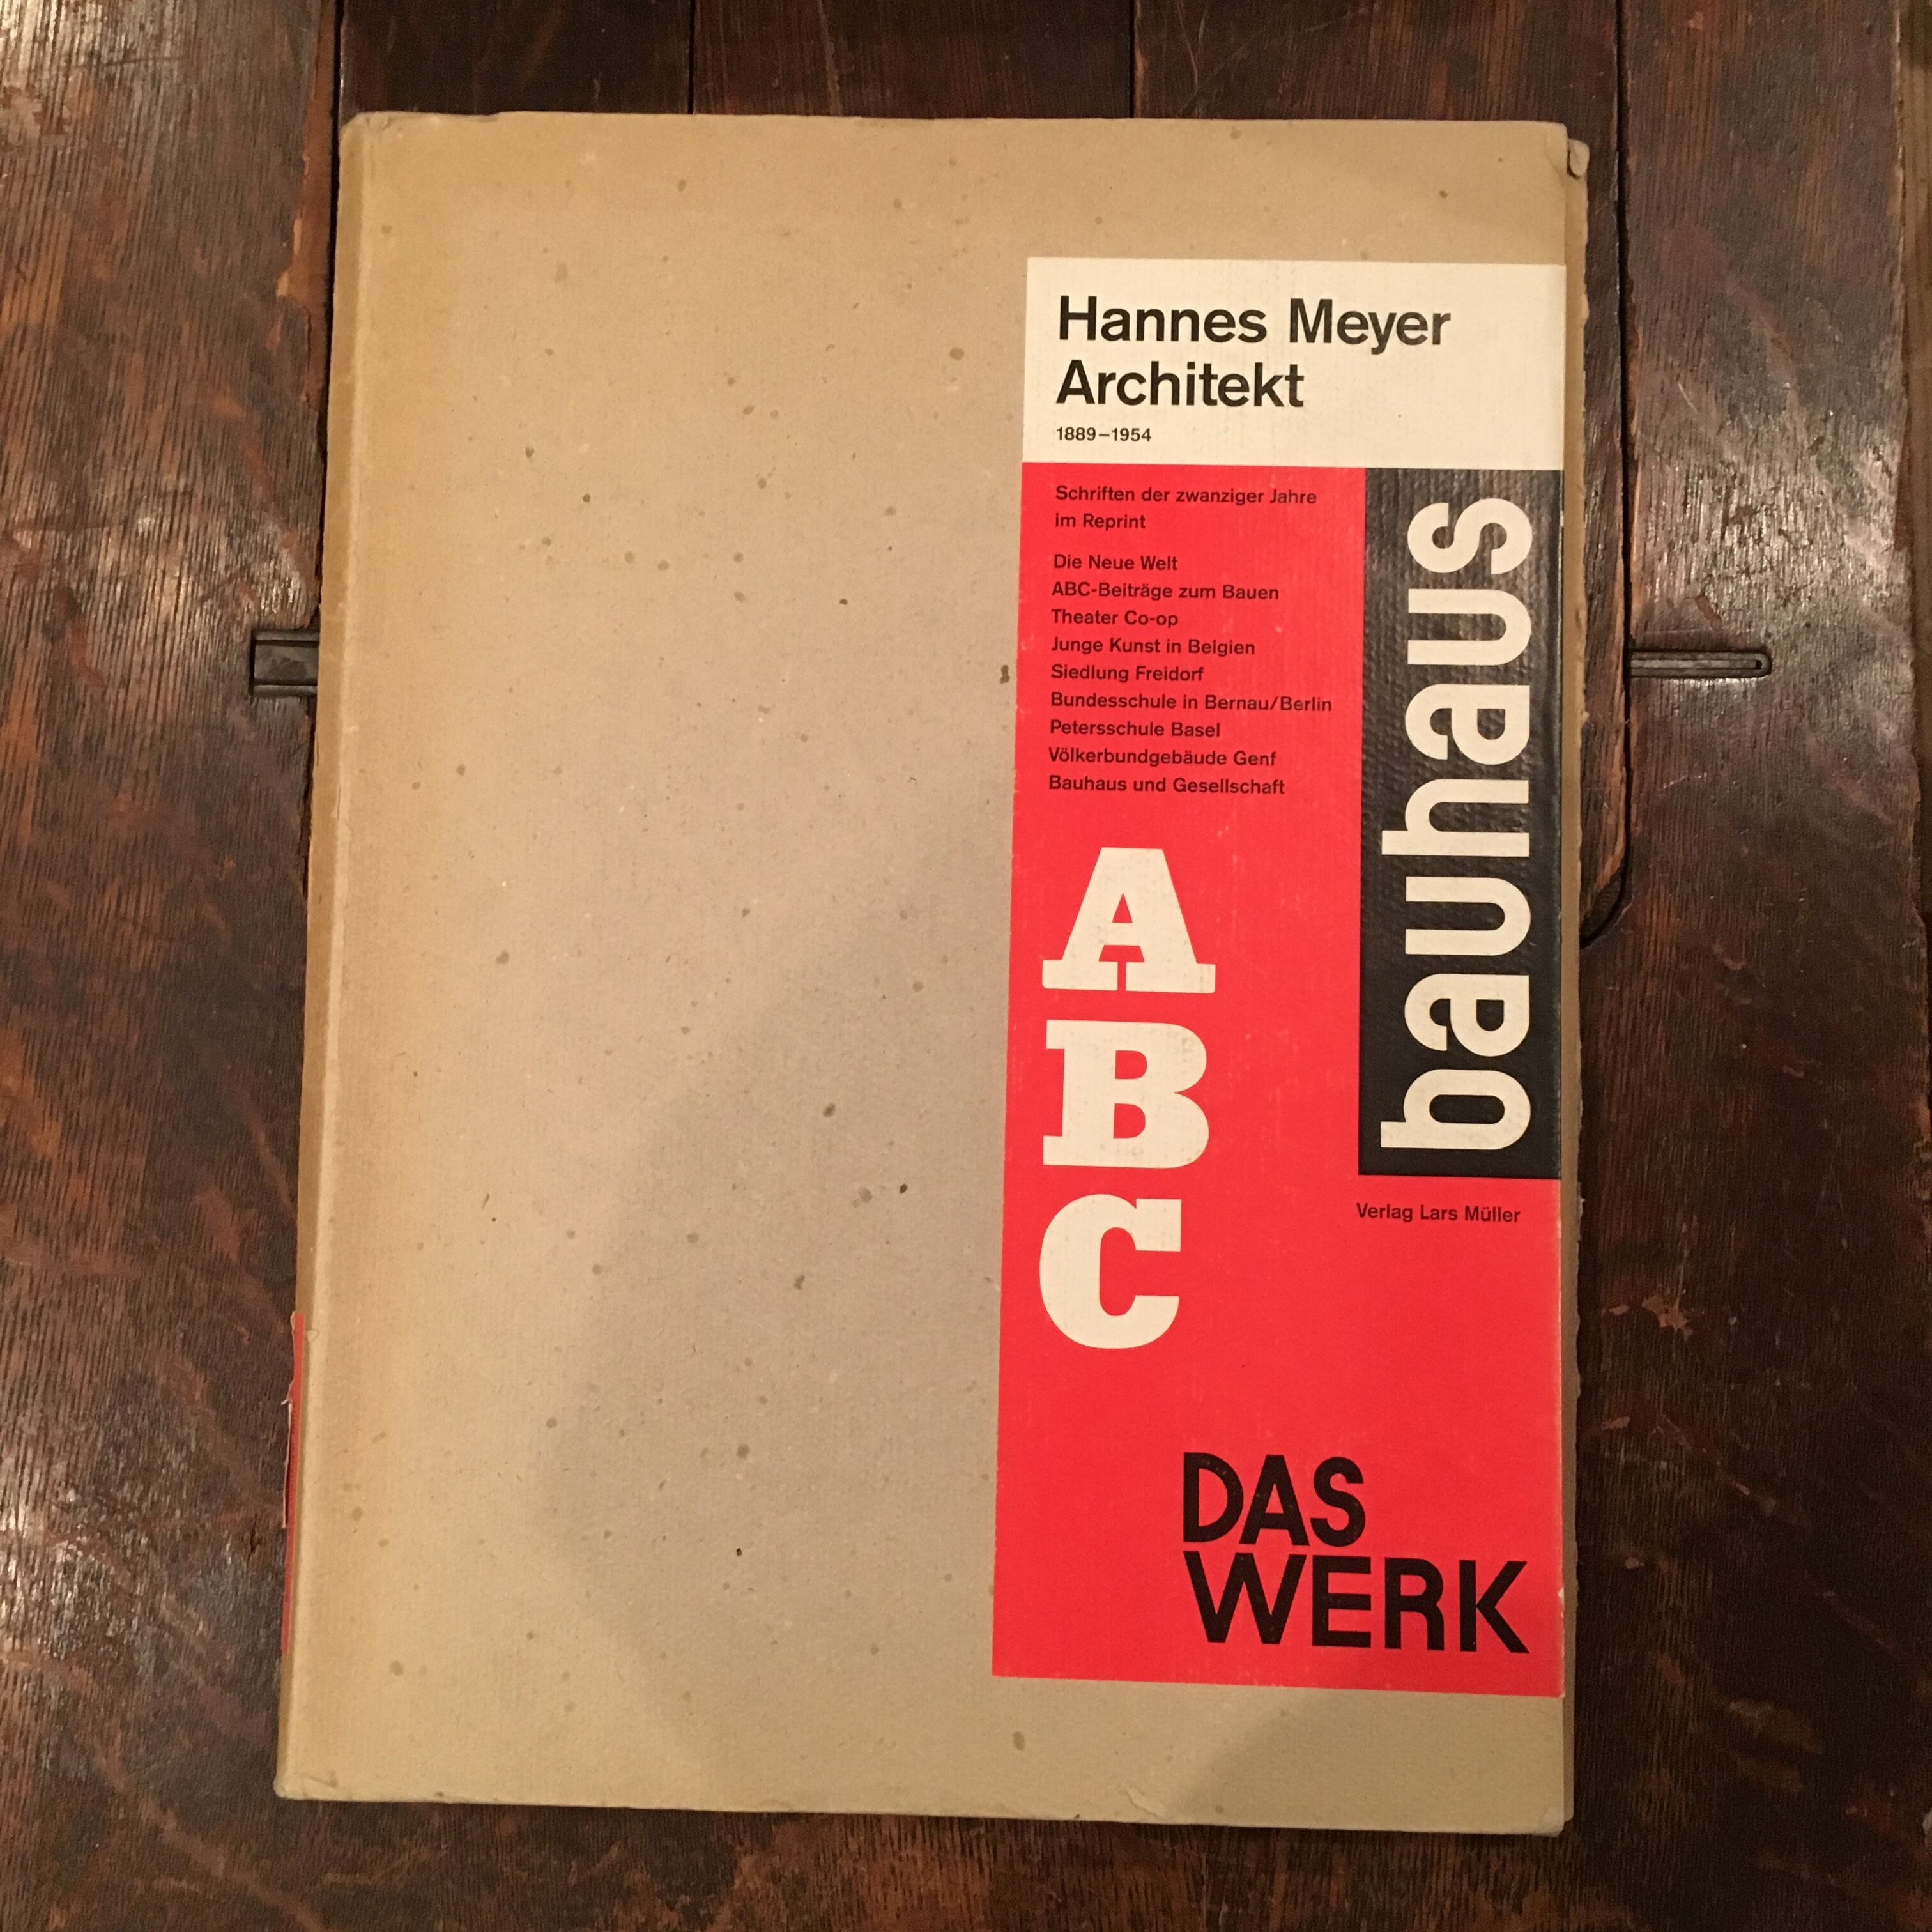 Hannes Meyer
Architekt
1889–1954
Schriften der zwanziger Jahre
im Reprint
Die Neue Welt
ABC-Beiträge zum Bauen
Theater Co-op
Junge Kunst in Belgien
Siedlung Freidorf
Bundesschule in Bernau/Berlin
Petersschule Basel
Völkerbundgebäude Genf
Bauhaus und Gesellschaft
bauhaus
A
B
C
Verlag Lars Müller
DAS
WERK